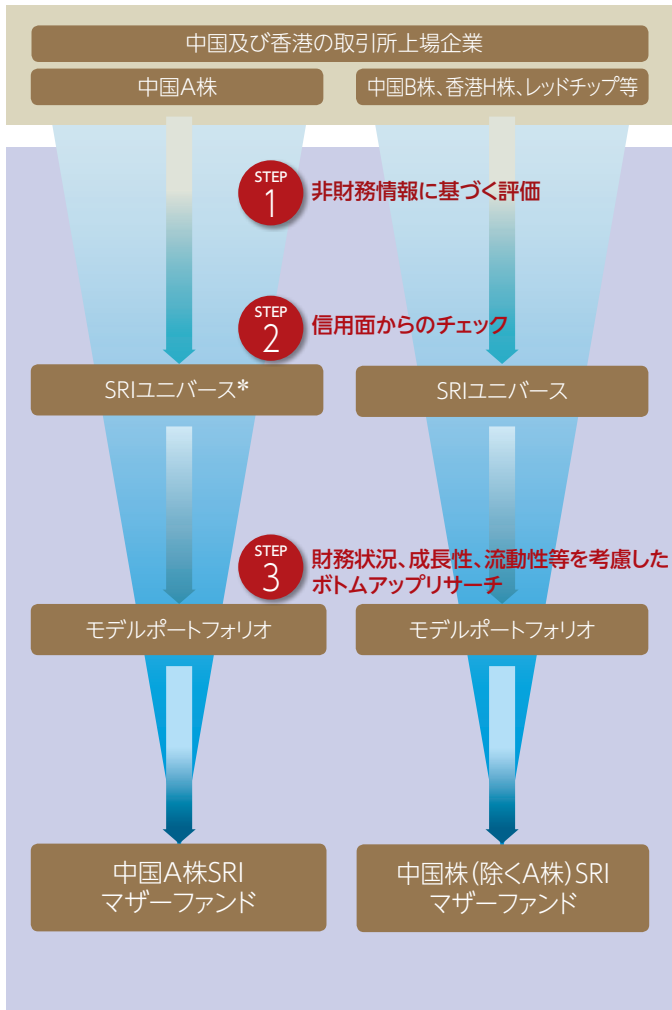 中国及び香港の取引所上場企業
中国A株
中国B株、香港H株、レッドチップ等
STEP
1
非財務情報に基づく評価
STEP
2
信用面からのチェック
SRIユニバース*
SRIユニバース
STEP
3
財務状況、成長性、流動性等を考慮した
ボトムアップリサーチ
モデルポートフォリオ
モデルポートフォリオ
中国A株SRI
マザーファンド
中国株(除くA株)SRI
マザーファンド